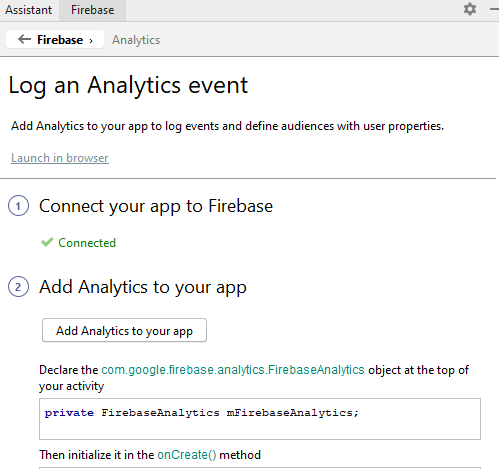 Assistant Firebase
Firebase › Analytics
Log an Analytics event
Add Analytics to your app to log events and define audiences with user properties.
Launch in browser
1 Connect your app to Firebase
Connected
2 Add Analytics to your app
Add Analytics to your app
Declare the com.google.firebase.analytics.FirebaseAnalytics object at the top of
your activity
private FirebaseAnalytics mFirebaseAnalytics;
Then initialize it in the onCreate() method